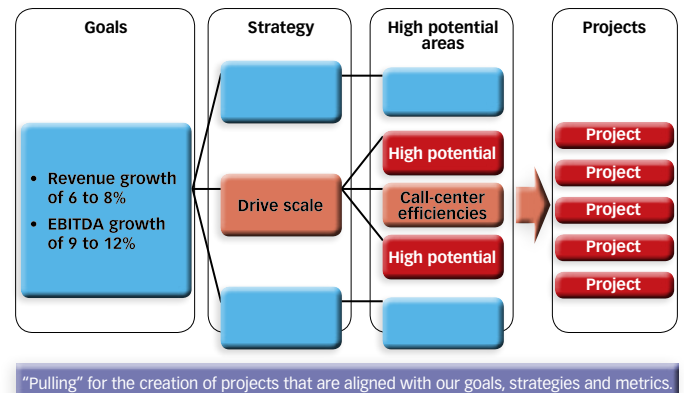 Goals
Strategy
High potential
areas
Projects
• Revenue growth
of 6 to 8%
• EBITDA growth
of 9 to 12%
Drive scale
High potential
Call-center
efficiencies
High potential
Project
Project
Project
Project
Project
“Pulling” for the creation of projects that are aligned with our goals, strategies and metrics.